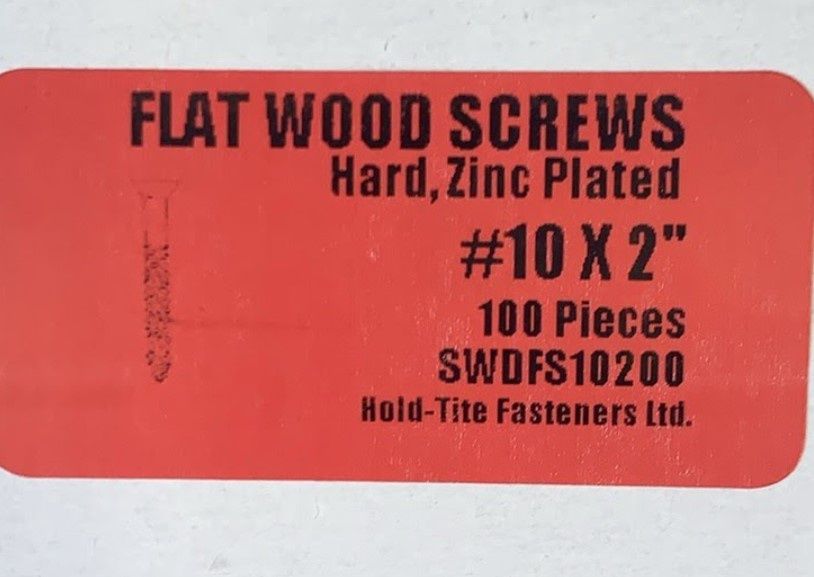 FLAT WOOD SCREWS
Hard, Zinc Plated
#10 X 2"
100 Pieces
SWDFS10200
Hold-Tite Fasteners Ltd.